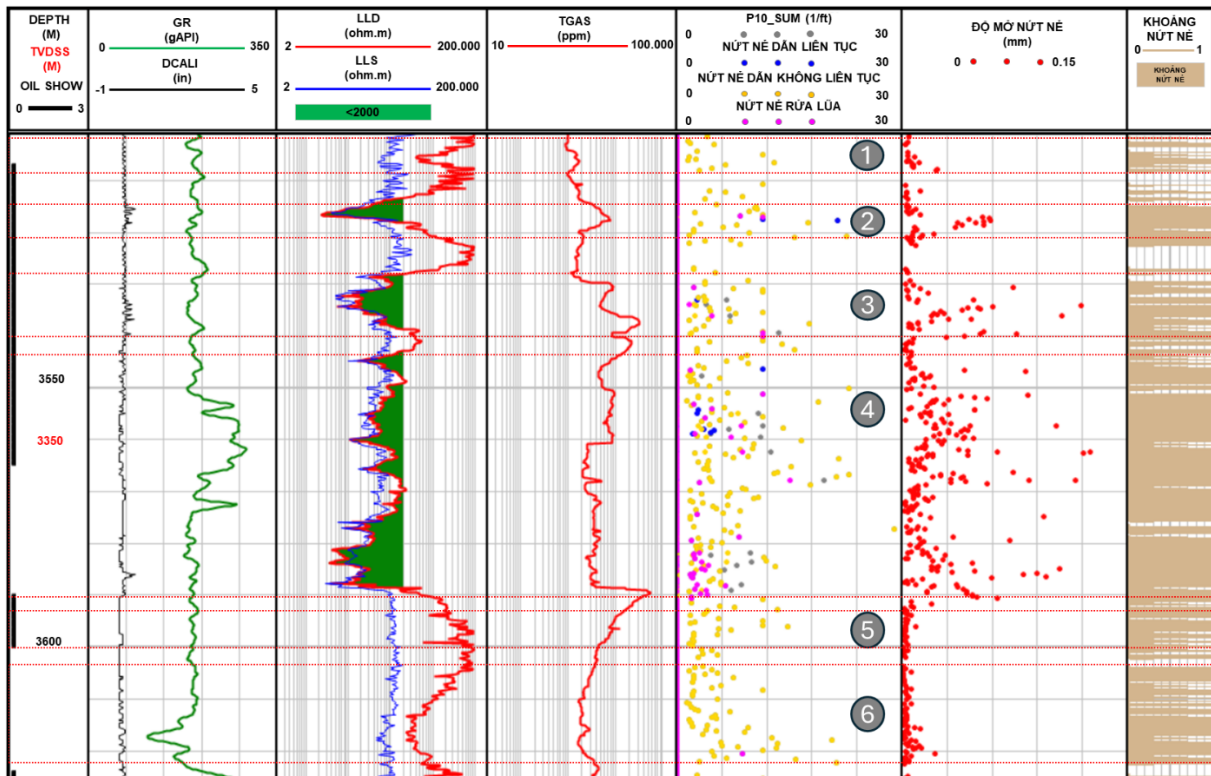 DEPTH
(M)
TVDSS
(M)
OIL SHOW
0 3
GR
(gAPI)
0 350
DCALI
(in)
-1 5
LLD
(ohm.m)
2 200.000
LLS
(ohm.m)
2 200.000
<2000
TGAS
(ppm)
10 100.000
P10_SUM (1/ft)
0 30
NỨT NẺ DẪN LIÊN TỤC
0 30
NỨT NẺ DẪN KHÔNG LIÊN TỤC
0 30
NỨT NẺ RỬA LŨA
0 30
ĐỘ MỞ NỨT NẺ
(mm)
0 0.15
KHOẢNG
NỨT NẺ
0 1
KHOẢNG
NỨT NẺ
1
2
3
3550
4
3350
3600
5
6